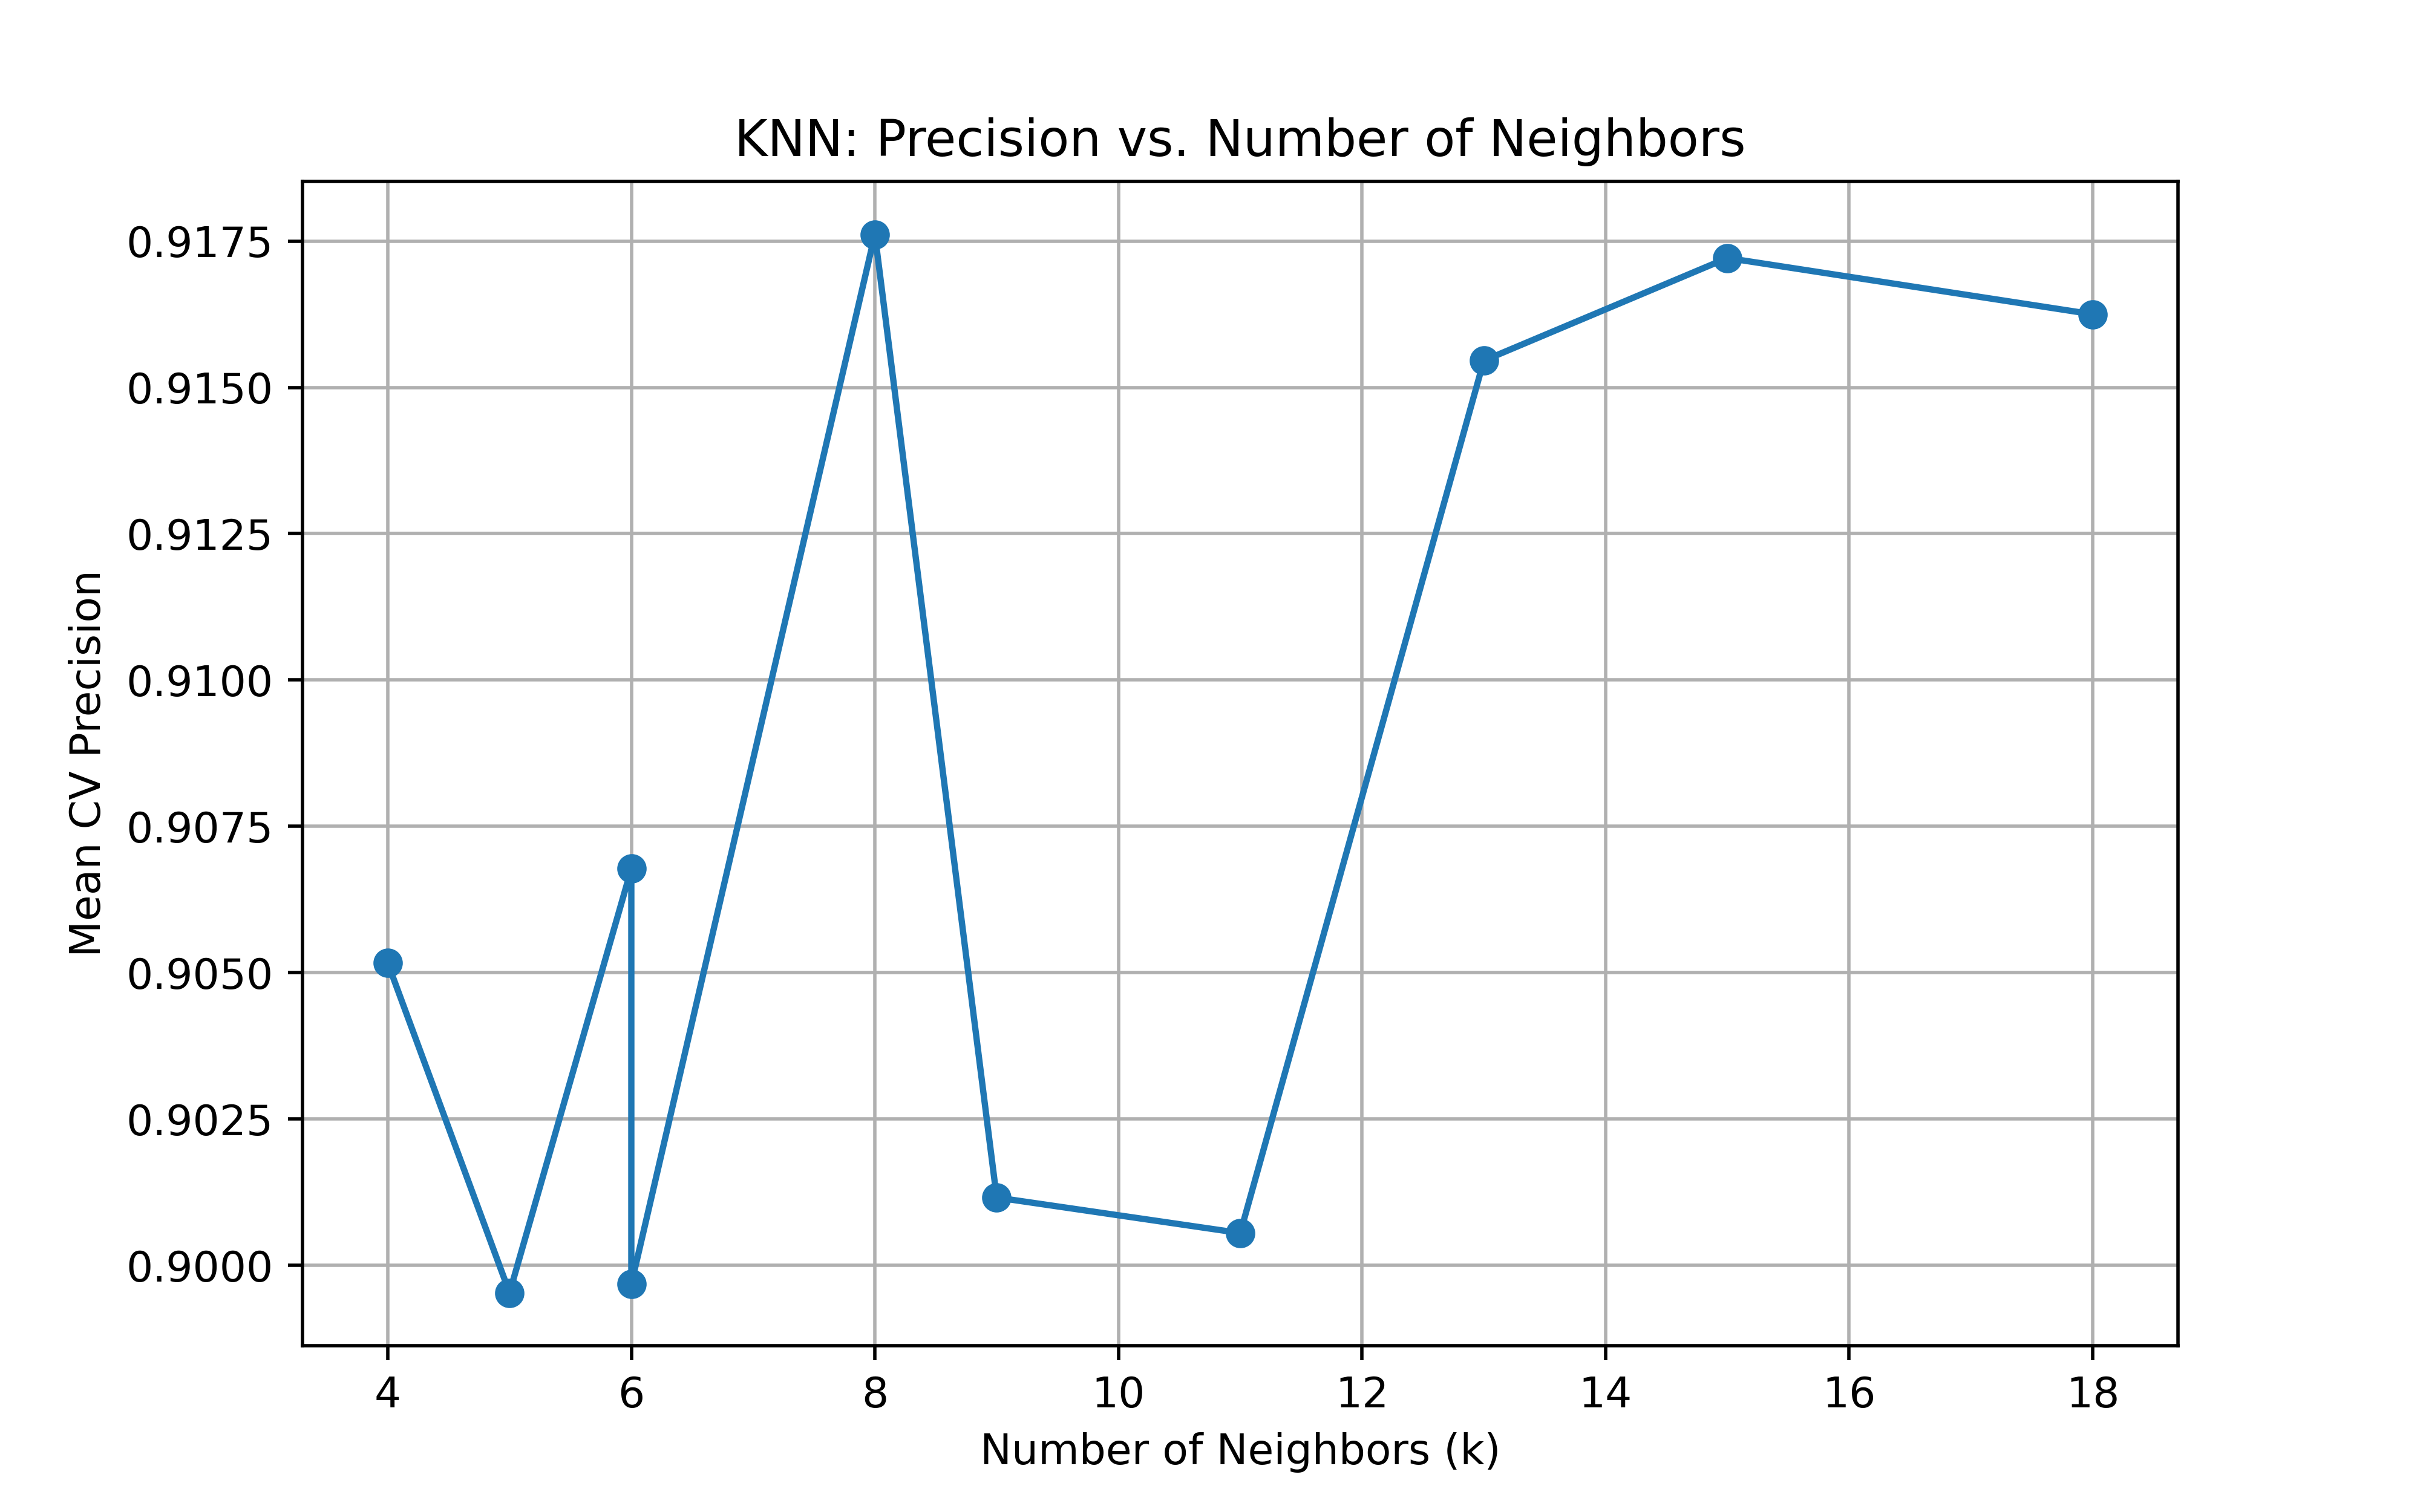 KNN: Precision vs. Number of Neighbors
Mean CV Precision
0.9175
0.9150
0.9125
0.9100
0.9075
0.9050
0.9025
0.9000
4 6 8 10 12 14 16 18
Number of Neighbors (k)